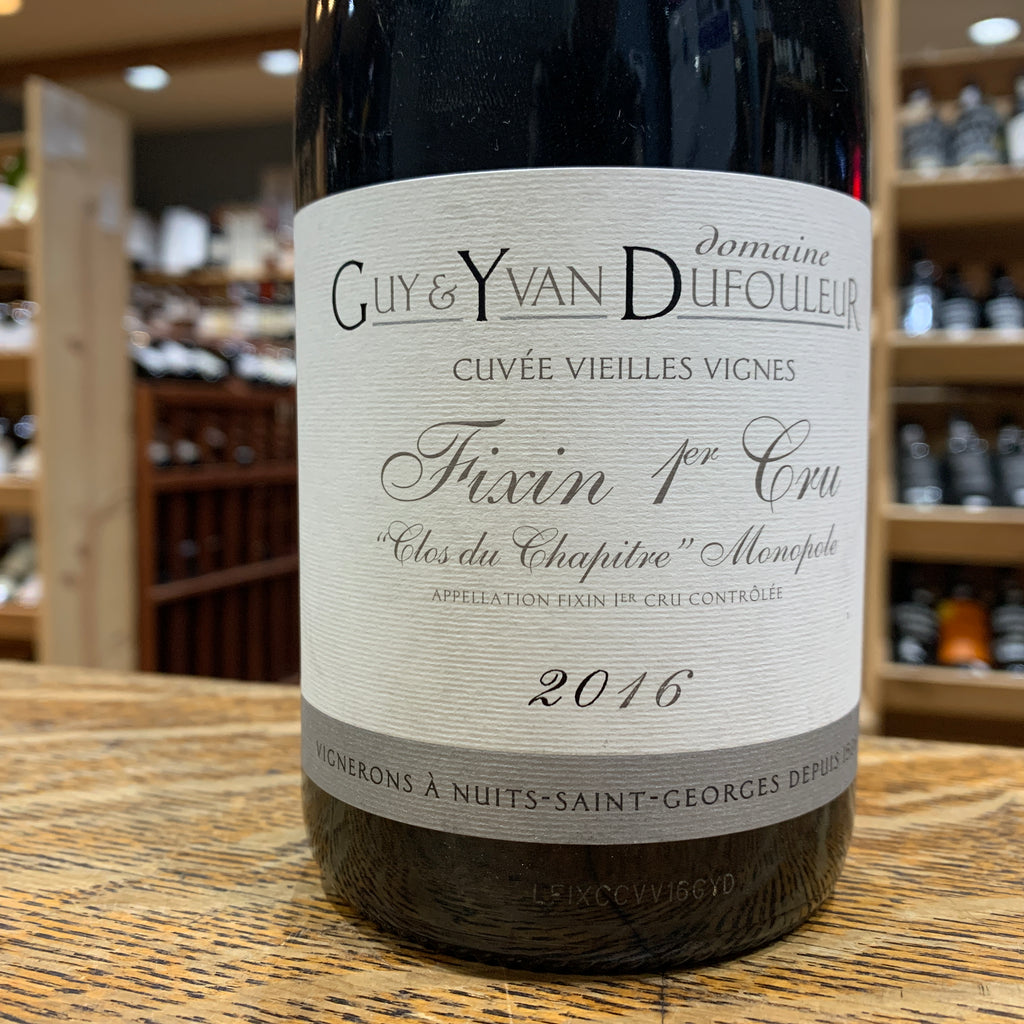 domaine
GUY & YVAN DUFOULEUR
CUVÉE VIEILLES VIGNES
Fixin 1er Cru
"Clos du Chapitre" Monopole
APPELLATION FIXIN 1ER CRU CONTRÔLÉE
2016
VIGNERONS À NUITS-SAINT-GEORGES DEPUIS